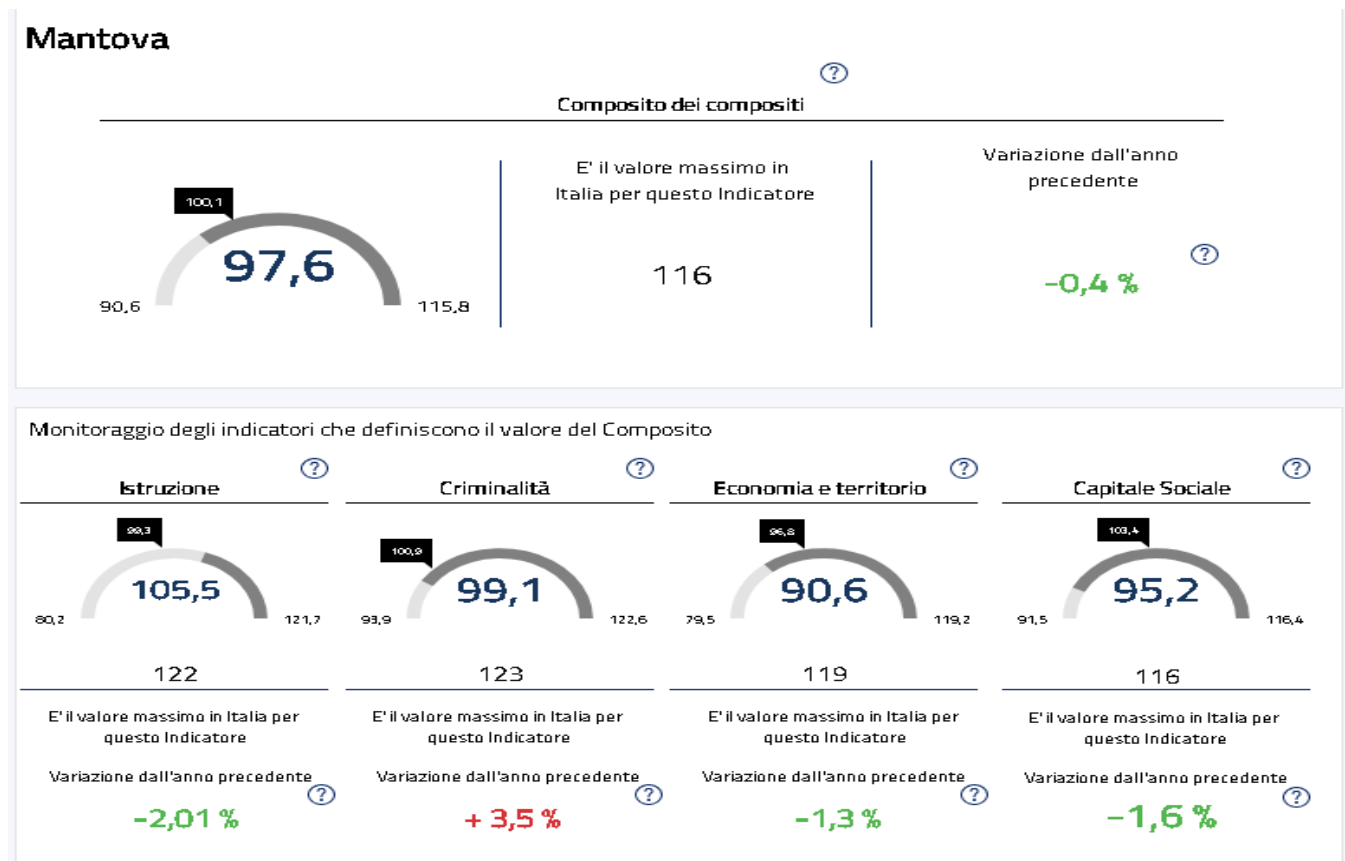 Mantova
?
Composito dei compositi
E' il valore massimo in
Italia per questo Indicatore
116
Variazione dall'anno
precedente
?
-0,4 %
100,1
97,6
90,6
115,8
Monitoraggio degli indicatori che definiscono il valore del Composito
?
Istruzione
99,3
105,5
80,2
121,7
122
E' il valore massimo in Italia per
questo Indicatore
Variazione dall'anno precedente
?
-2,01 %
?
Criminalità
100,9
99,1
93,9
122,6
123
E' il valore massimo in Italia per
questo Indicatore
Variazione dall'anno precedente
?
+ 3,5 %
?
Economia e territorio
96,8
90,6
79,5
119,2
119
E' il valore massimo in Italia per
questo Indicatore
Variazione dall'anno precedente
?
-1,3 %
?
Capitale Sociale
103,4
95,2
91,5
116,4
116
E' il valore massimo in Italia per
questo Indicatore
Variazione dall'anno precedente
?
-1,6 %